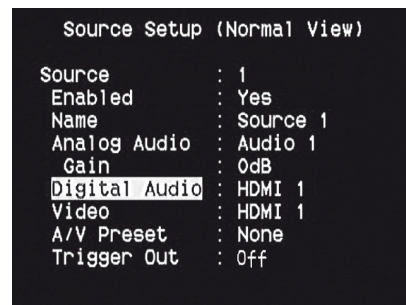 Source Setup (Normal View)
Source : 1
Enabled : Yes
Name : Source 1
Analog Audio : Audio 1
Gain : 0dB
Digital Audio : HDMI 1
Video : HDMI 1
A/V Preset : None
Trigger Out : Off